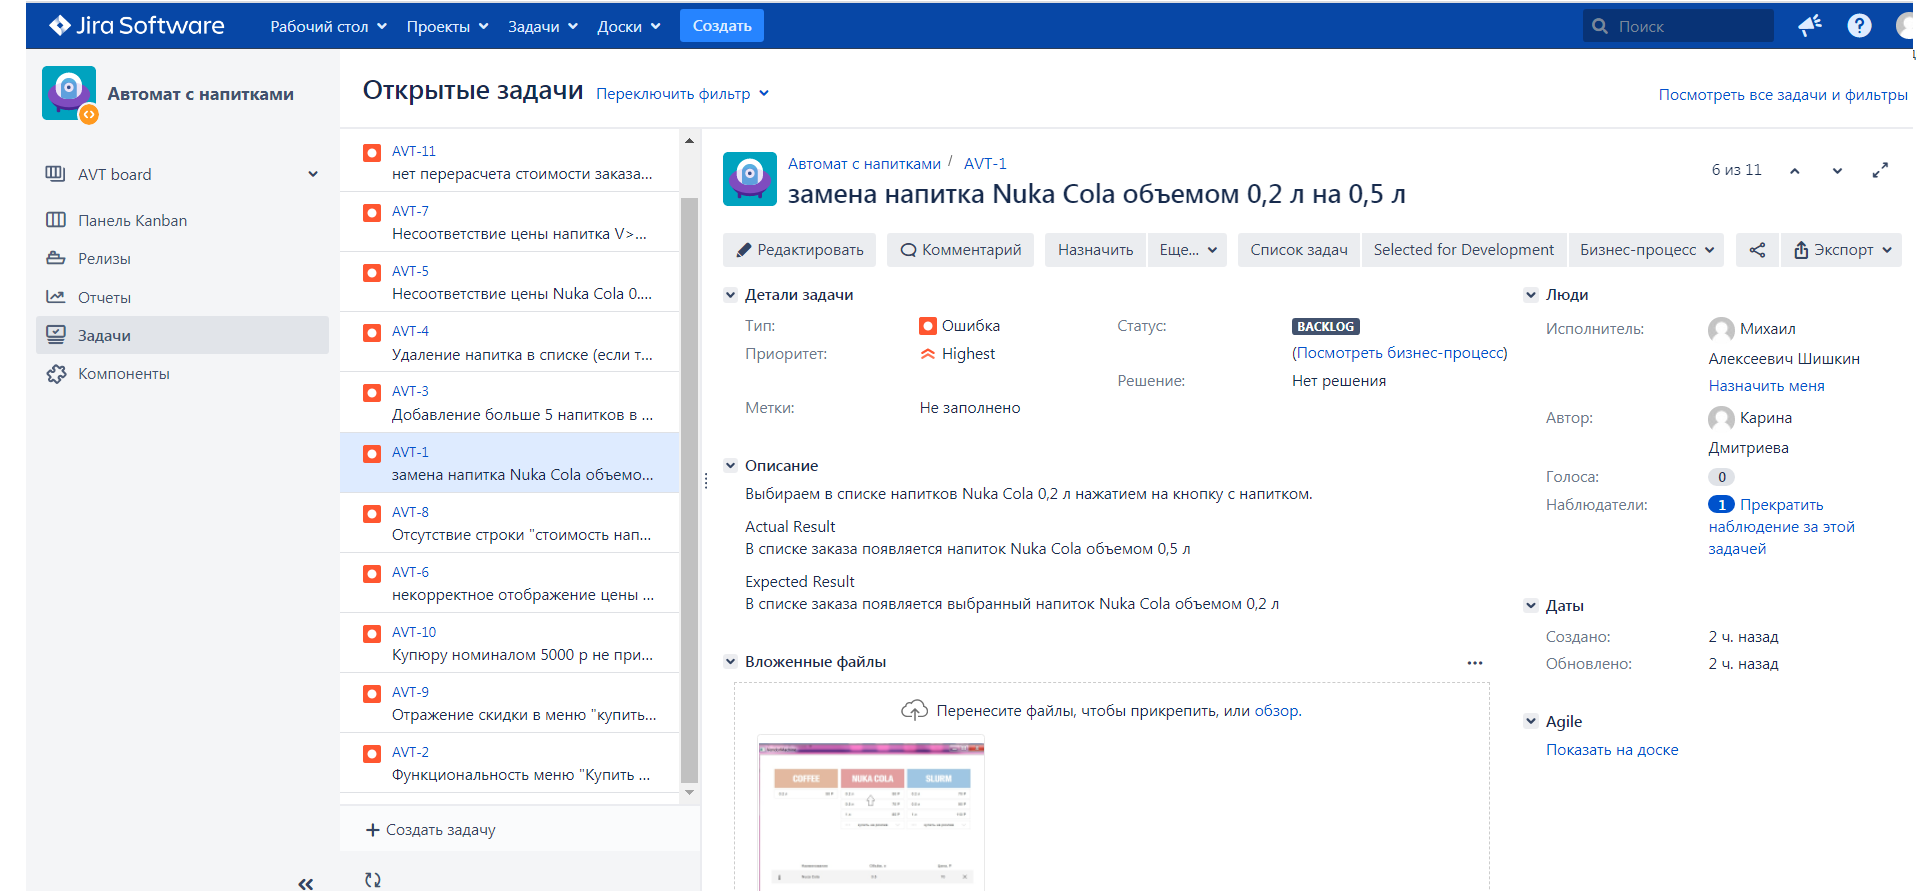 Jira Software
Рабочий стол Проекты Задачи Доски Создать
Поиск
Автомат с напитками
AVT board
Панель Kanban
Релизы
Отчеты
Задачи
Компоненты
Открытые задачи Переключить фильтр
Посмотреть все задачи и фильтры
AVT-11
нет перерасчета стоимости заказа...
AVT-7
Несоответствие цены напитка V>...
AVT-5
Несоответствие цены Nuka Cola 0....
AVT-4
Удаление напитка в списке (если т...
AVT-3
Добавление больше 5 напитков в ...
AVT-1
замена напитка Nuka Cola объемо...
AVT-8
Отсутствие строки "стоимость нап...
AVT-6
некорректное отображение цены ...
AVT-10
Купюру номиналом 5000 р не при...
AVT-9
Отражение скидки в меню "купить...
AVT-2
Функциональность меню "Купить ...
+ Создать задачу
Автомат с напитками / AVT-1
замена напитка Nuka Cola объемом 0,2 л на 0,5 л
6 из 11
Редактировать Комментарий Назначить Еще... Список задач Selected for Development Бизнес-процесс Экспорт
Детали задачи
Тип: Ошибка
Приоритет: Highest
Метки: Не заполнено
Статус: BACKLOG
(Посмотреть бизнес-процесс)
Решение: Нет решения
Описание
Выбираем в списке напитков Nuka Cola 0,2 л нажатием на кнопку с напитком.
Actual Result
В списке заказа появляется напиток Nuka Cola объемом 0,5 л
Expected Result
В списке заказа появляется выбранный напиток Nuka Cola объемом 0,2 л
Вложенные файлы
Перенесите файлы, чтобы прикрепить, или обзор.
COFFEE NUKA COLA SLURM
Люди
Исполнитель: Михаил
Алексеевич Шишкин
Назначить меня
Автор: Карина
Дмитриева
Голоса: 0
Наблюдатели: 1 Прекратить
наблюдение за этой
задачей
Даты
Создано: 2 ч. назад
Обновлено: 2 ч. назад
Agile
Показать на доске